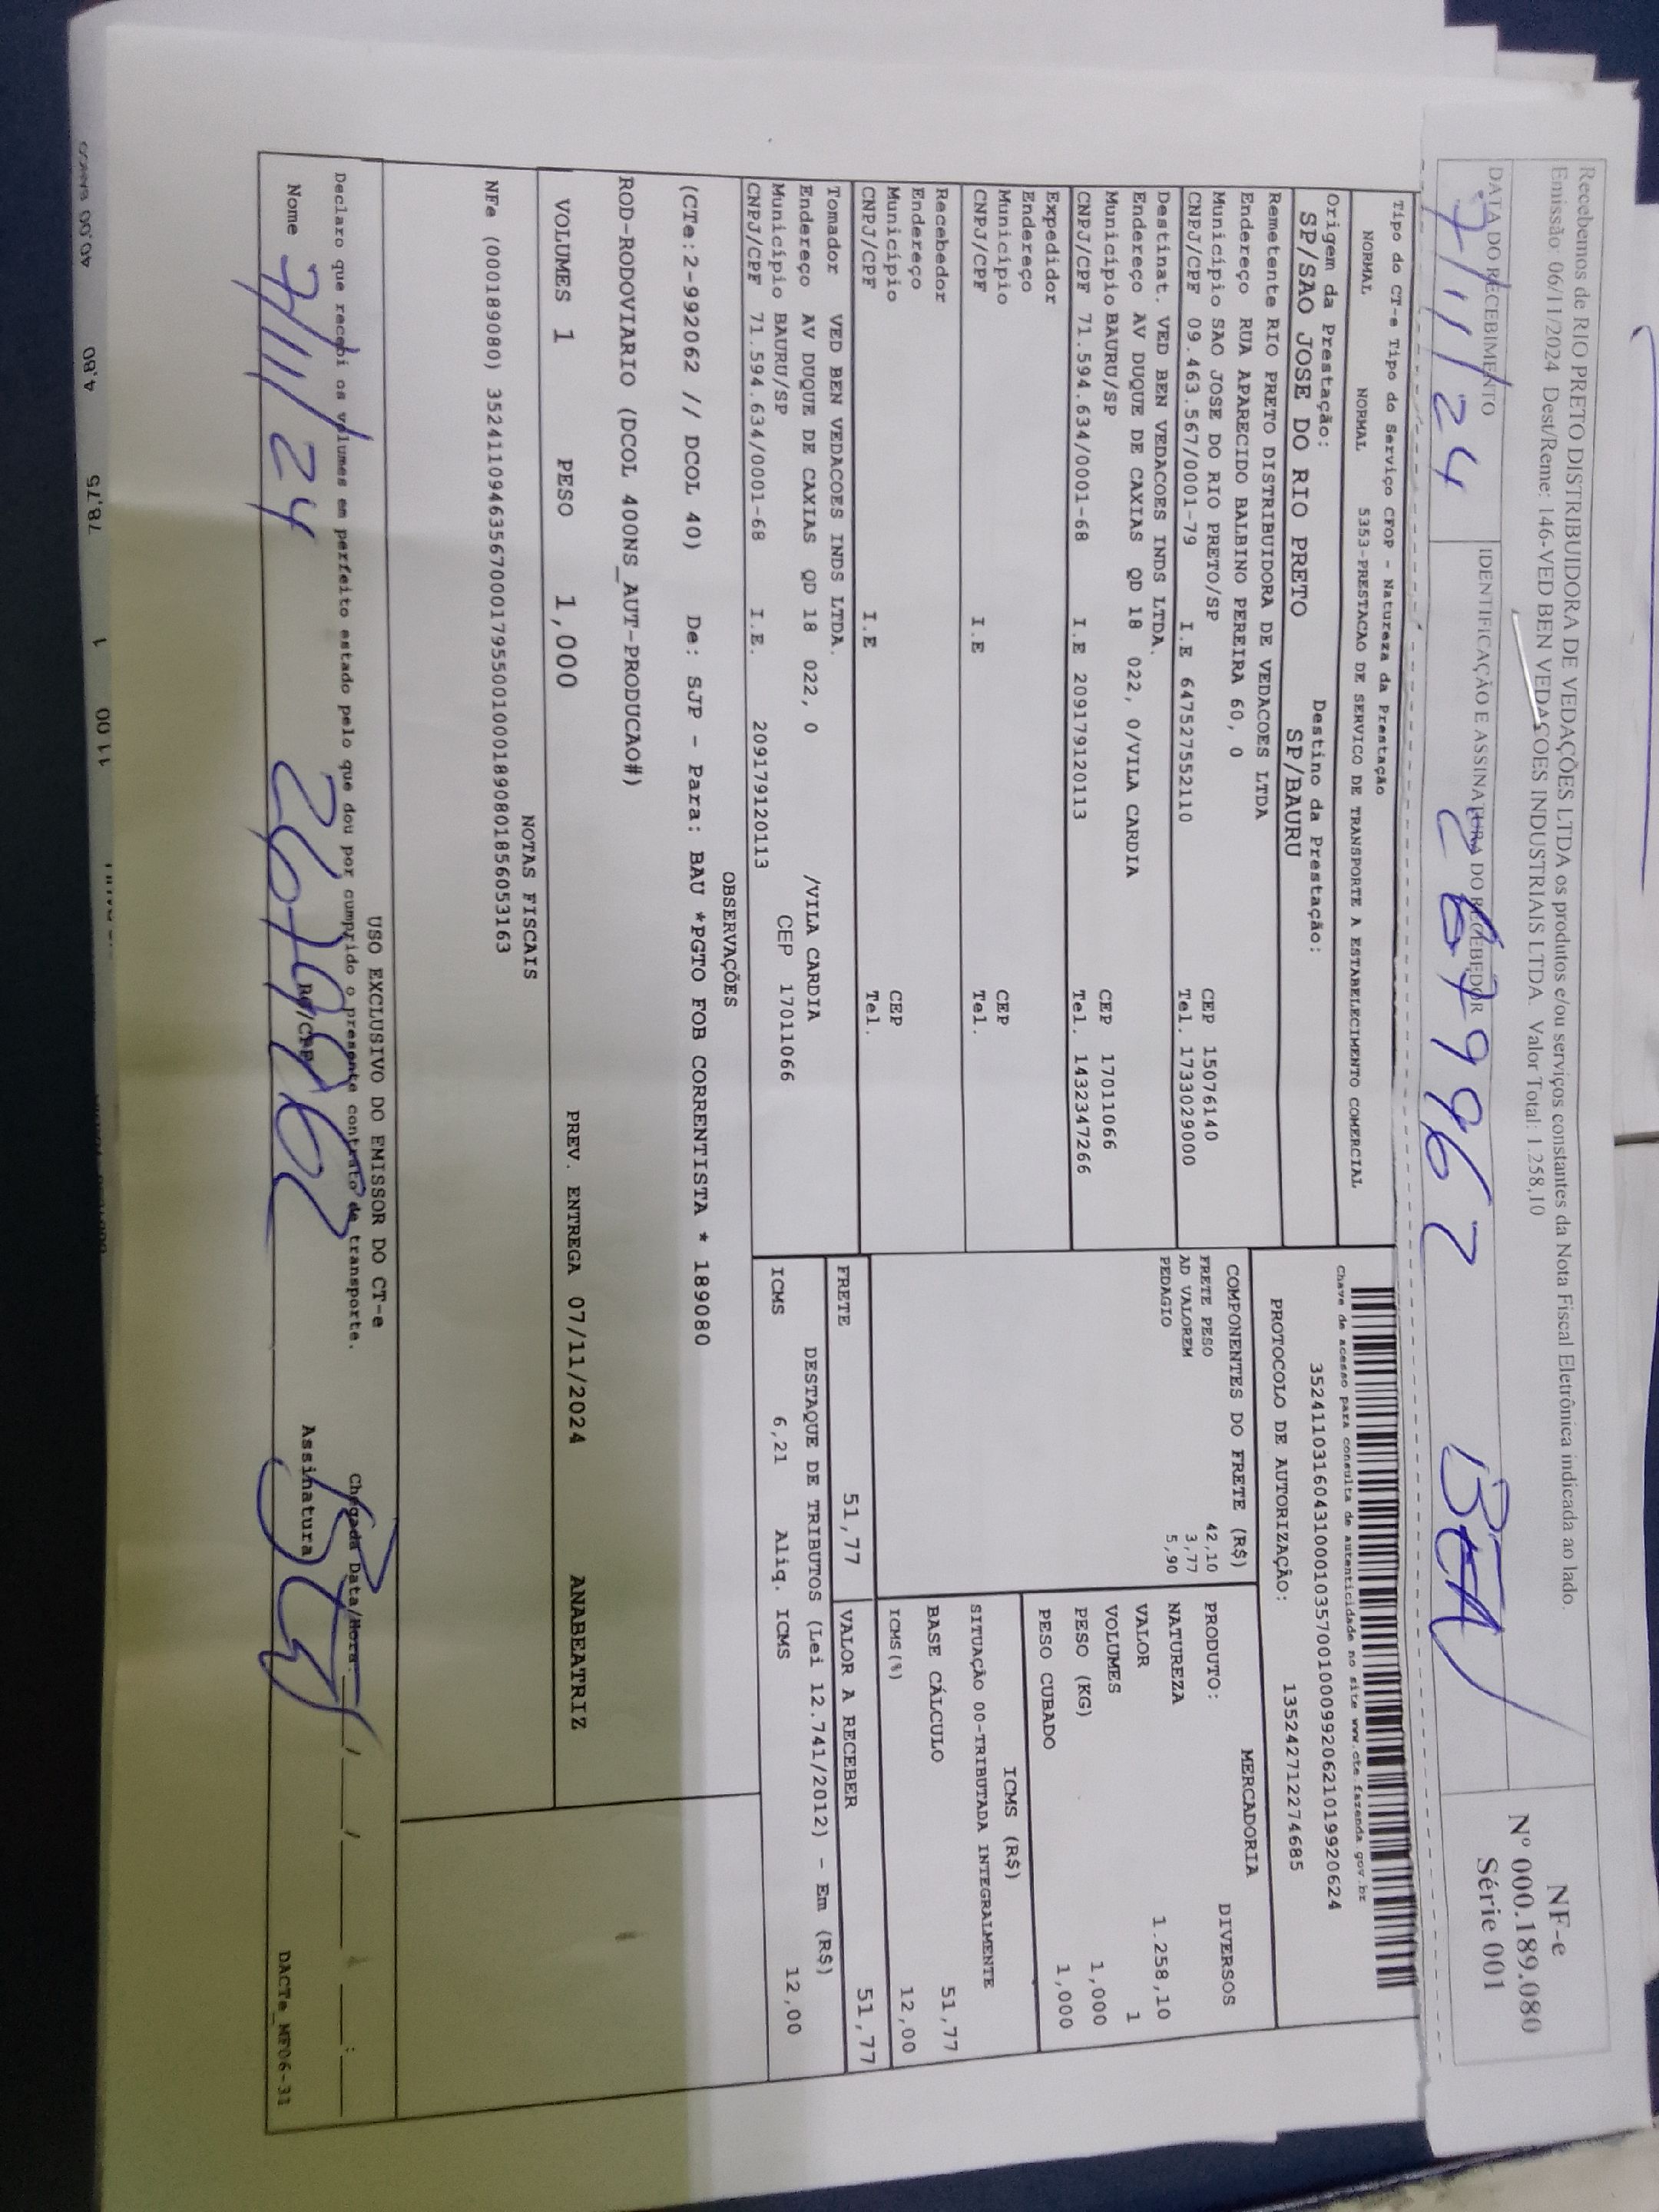 Recebemos de RIO PRETO DISTRIBUIDORA DE VEDAÇÕES LTDA os produtos e/ou serviços constantes da Nota Fiscal Eletrônica indicada ao lado.
Emissão: 06/11/2024 Dest/Reme: 146-VED BEN VEDACOES INDUSTRIAIS LTDA. Valor Total: 1.258,10
DATA DO RECEBIMENTO
7/11/24
IDENTIFICAÇÃO E ASSINATURA DO RECEBEDOR
BEA
NF-e
Nº 000.189.080
Série 001
Tipo do CT-e Tipo do Serviço CFOP - Natureza da Prestação
NORMAL NORMAL 5353-PRESTACAO DE SERVICO DE TRANSPORTE A ESTABELECIMENTO COMERCIAL
Origem da Prestação: Destino da Prestação:
SP/SAO JOSE DO RIO PRETO SP/BAURU
Chave de acesso para consulta de autenticidade no site www.cte.fazenda.gov.br
35241103160431000103570010009920621019920624
PROTOCOLO DE AUTORIZAÇÃO: 135242712274685
Remetente RIO PRETO DISTRIBUIDORA DE VEDACOES LTDA
Endereço RUA APARECIDO BALBINO PEREIRA 60, 0
Município SAO JOSE DO RIO PRETO/SP CEP 15076140
CNPJ/CPF 09.463.567/0001-79 I.E 647527552110 Tel. 1733029000
Destinat. VED BEN VEDACOES INDS LTDA.
Endereço AV DUQUE DE CAXIAS QD 18 022, 0/VILA CARDIA
Município BAURU/SP CEP 17011066
CNPJ/CPF 71.594.634/0001-68 I.E 209179120113 Tel. 1432347266
Expedidor
Endereço
Município CEP
CNPJ/CPF I.E Tel.
Recebedor
Endereço
Município CEP
CNPJ/CPF I.E Tel.
Tomador VED BEN VEDACOES INDS LTDA.
Endereço AV DUQUE DE CAXIAS QD 18 022, 0 /VILA CARDIA
Município BAURU/SP CEP 17011066
CNPJ/CPF 71.594.634/0001-68 I.E. 209179120113
COMPONENTES DO FRETE (R$)
FRETE PESO 42,10
AD VALOREM 3,77
PEDAGIO 5,90
MERCADORIA
PRODUTO: DIVERSOS
NATUREZA
VALOR 1.258,10
VOLUMES 1
PESO (KG) 1,000
PESO CUBADO 1,000
ICMS (R$)
SITUAÇÃO 00-TRIBUTADA INTEGRALMENTE
BASE CÁLCULO 51,77
ICMS(%) 12,00
FRETE 51,77 VALOR A RECEBER 51,77
DESTAQUE DE TRIBUTOS (Lei 12.741/2012) - Em (R$)
ICMS 6,21 Aliq. ICMS 12,00
OBSERVAÇÕES
(CTe:2-992062 // DCOL 40) De: SJP - Para: BAU *PGTO FOB CORRENTISTA * 189080
ROD-RODOVIARIO (DCOL 400NS_AUT-PRODUCAO#)
VOLUMES 1 PESO 1,000 PREV. ENTREGA 07/11/2024 ANABEATRIZ
NOTAS FISCAIS
NFe (000189080) 35241109463567000179550010001890801856053163
USO EXCLUSIVO DO EMISSOR DO CT-e
Declaro que recebi os volumes em perfeito estado pelo que dou por cumprido o presente contrato de transporte. Chegada Data/Hora: __/__/____ __:__
Nome 7/11/24 RG/CPF Assinatura
DACTe_MF06-31
40,00
4,80
78,75
1
1100